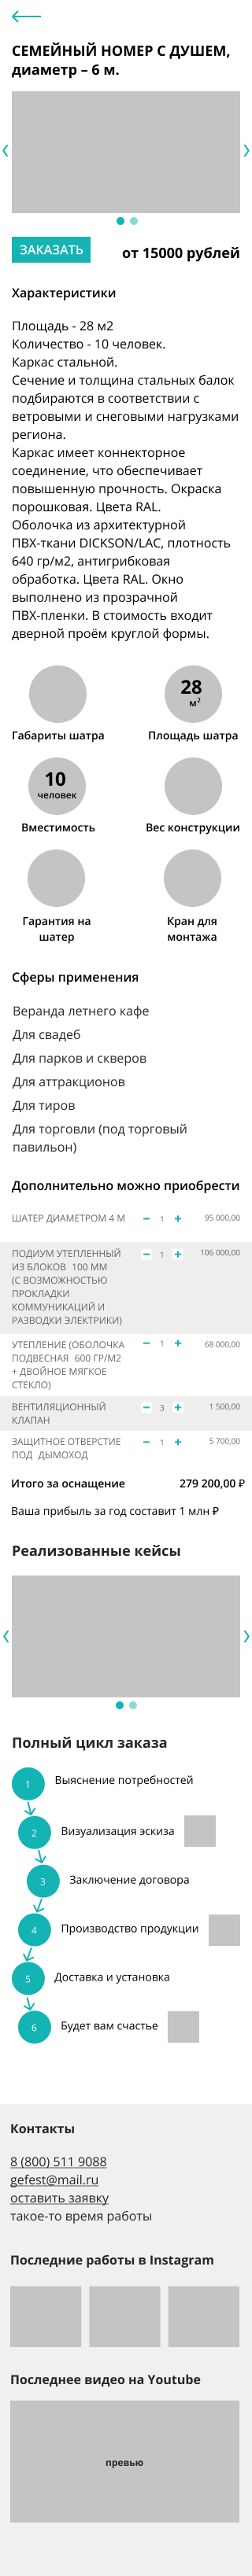 СЕМЕЙНЫЙ НОМЕР С ДУШЕМ,
диаметр – 6 м.
ЗАКАЗАТЬ
от 15000 рублей
Характеристики
Площадь - 28 м2
Количество - 10 человек.
Каркас стальной.
Сечение и толщина стальных балок
подбираются в соответствии с
ветровыми и снеговыми нагрузками
региона.
Каркас имеет коннекторное
соединение, что обеспечивает
повышенную прочность. Окраска
порошковая. Цвета RAL.
Оболочка из архитектурной
ПВХ-ткани DICKSON/LAC, плотность
640 гр/м2, антигрибковая
обработка. Цвета RAL. Окно
выполнено из прозрачной
ПВХ-пленки. В стоимость входит
дверной проём круглой формы.
28
м²
Габариты шатра
Площадь шатра
10
человек
Вместимость
Вес конструкции
Гарантия на
шатер
Кран для
монтажа
Сферы применения
Веранда летнего кафе
Для свадеб
Для парков и скверов
Для аттракционов
Для тиров
Для торговли (под торговый
павильон)
Дополнительно можно приобрести
ШАТЕР ДИАМЕТРОМ 4 М − 1 + 95 000,00
ПОДИУМ УТЕПЛЕННЫЙ − 1 + 106 000,00
ИЗ БЛОКОВ 100 ММ
(С ВОЗМОЖНОСТЬЮ
ПРОКЛАДКИ
КОММУНИКАЦИЙ И
РАЗВОДКИ ЭЛЕКТРИКИ)
УТЕПЛЕНИЕ (ОБОЛОЧКА − 1 + 68 000,00
ПОДВЕСНАЯ 600 ГР/М2
+ ДВОЙНОЕ МЯГКОЕ
СТЕКЛО)
ВЕНТИЛЯЦИОННЫЙ − 3 + 1 500,00
КЛАПАН
ЗАЩИТНОЕ ОТВЕРСТИЕ − 1 + 5 700,00
ПОД ДЫМОХОД
Итого за оснащение 279 200,00 ₽
Ваша прибыль за год составит 1 млн ₽
Реализованные кейсы
Полный цикл заказа
1 Выяснение потребностей
2 Визуализация эскиза
3 Заключение договора
4 Производство продукции
5 Доставка и установка
6 Будет вам счастье
Контакты
8 (800) 511 9088
gefest@mail.ru
оставить заявку
такое-то время работы
Последние работы в Instagram
Последнее видео на Youtube
превью